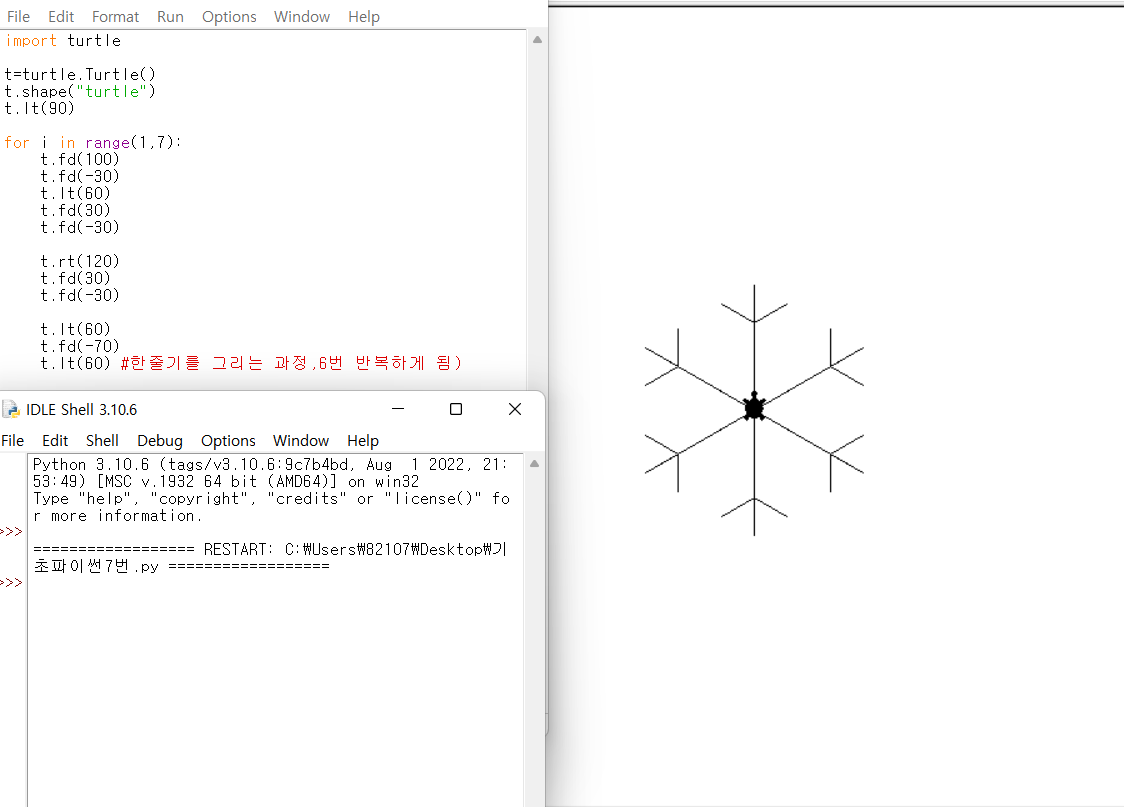 File Edit Format Run Options Window Help
import turtle
t=turtle.Turtle()
t.shape("turtle")
t.lt(90)
for i in range(1,7):
t.fd(100)
t.fd(-30)
t.lt(60)
t.fd(30)
t.fd(-30)
t.rt(120)
t.fd(30)
t.fd(-30)
t.lt(60)
t.fd(-70)
t.lt(60) #한줄기를 그리는 과정,6번 반복하게 됨)
IDLE Shell 3.10.6
File Edit Shell Debug Options Window Help
Python 3.10.6 (tags/v3.10.6:9c7b4bd, Aug  1 2022, 21:
53:49) [MSC v.1932 64 bit (AMD64)] on win32
Type "help", "copyright", "credits" or "license()" fo
r more information.
>>>
================== RESTART: C:₩Users₩82107₩Desktop₩기
초파이썬7번.py ==================
>>>